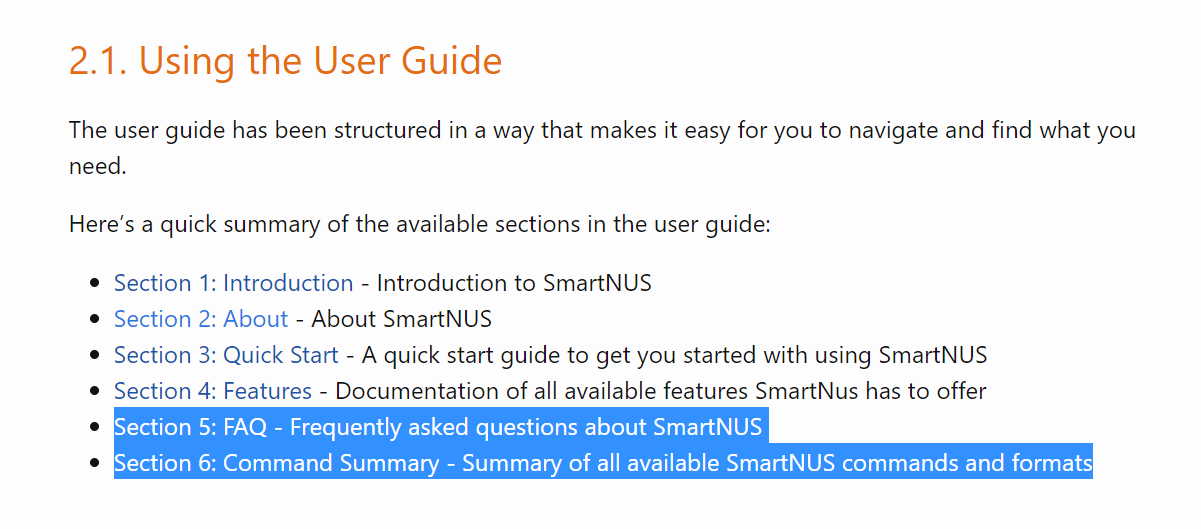 2.1. Using the User Guide
The user guide has been structured in a way that makes it easy for you to navigate and find what you
need.
Here’s a quick summary of the available sections in the user guide:
• Section 1: Introduction - Introduction to SmartNUS
• Section 2: About - About SmartNUS
• Section 3: Quick Start - A quick start guide to get you started with using SmartNUS
• Section 4: Features - Documentation of all available features SmartNus has to offer
• Section 5: FAQ - Frequently asked questions about SmartNUS
• Section 6: Command Summary - Summary of all available SmartNUS commands and formats